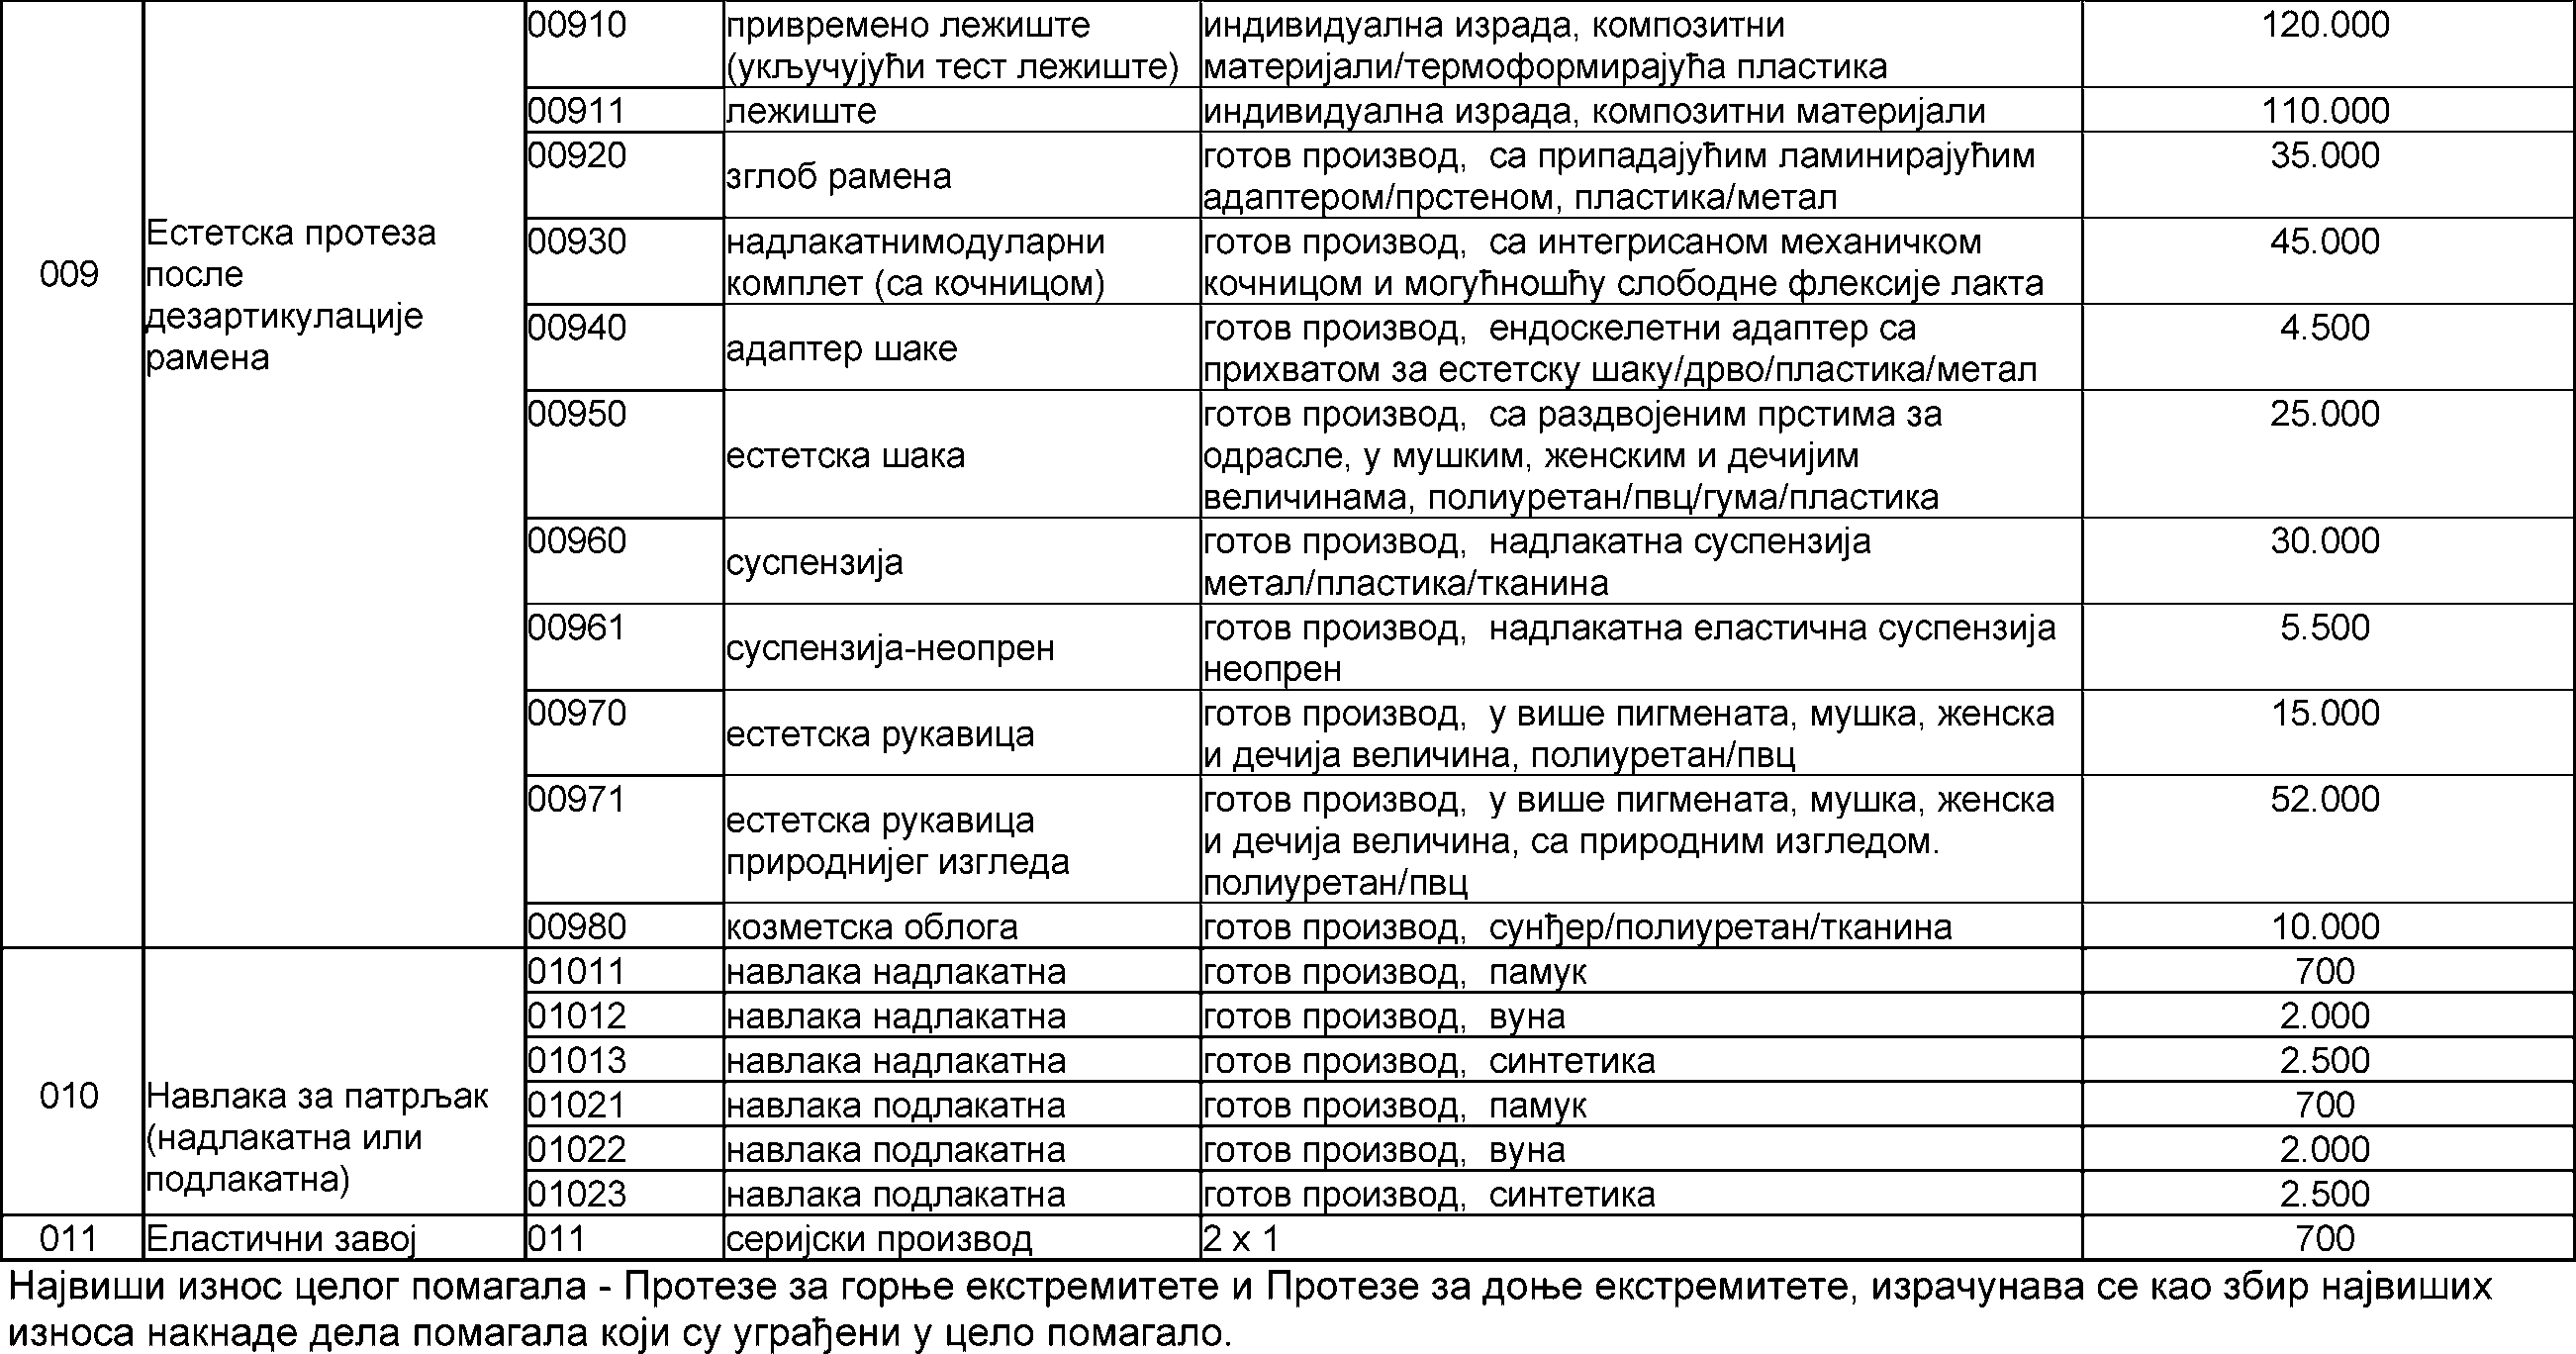 00910 привремено лежиште индивидуална израда, композитни 120.000
(укључујући тест лежиште) материјали/термоформирајућа пластика
00911 лежиште индивидуална израда, композитни материјали 110.000
00920 зглоб рамена готов производ, са припадајућим ламинирајућим 35.000
адаптером/прстеном, пластика/метал
009 Естетска протеза
после
дезартикулације
рамена
00930 надлакатнимодуларни готов производ, са интегрисаном механичком 45.000
комплет (са кочницом) кочницом и могућношћу слободне флексије лакта
00940 адаптер шаке готов производ, ендоскелетни адаптер са 4.500
прихватом за естетску шаку/дрво/пластика/метал
00950 естетска шака готов производ, са раздвојеним прстима за 25.000
одрасле, у мушким, женским и дечијим
величинама, полиуретан/пвц/гума/пластика
00960 суспензија готов производ, надлакатна суспензија 30.000
метал/пластика/тканина
00961 суспензија-неопрен готов производ, надлакатна еластична суспензија 5.500
неопрен
00970 естетска рукавица готов производ, у више пигмената, мушка, женска 15.000
и дечија величина, полиуретан/пвц
00971 естетска рукавица готов производ, у више пигмената, мушка, женска 52.000
природнијег изгледа и дечија величина, са природним изгледом.
полиуретан/пвц
00980 козметска облога готов производ, сунђер/полиуретан/тканина 10.000
010 Навлака за патрљак
(надлакатна или
подлакатна)
01011 навлака надлакатна готов производ, памук 700
01012 навлака надлакатна готов производ, вуна 2.000
01013 навлака надлакатна готов производ, синтетика 2.500
01021 навлака подлакатна готов производ, памук 700
01022 навлака подлакатна готов производ, вуна 2.000
01023 навлака подлакатна готов производ, синтетика 2.500
011 Еластични завој 011 серијски производ 2 x 1 700
Највиши износ целог помагала - Протезе за горње екстремитете и Протезе за доње екстремитете, израчунава се као збир највиших
износа накнаде дела помагала који су уграђени у цело помагало.